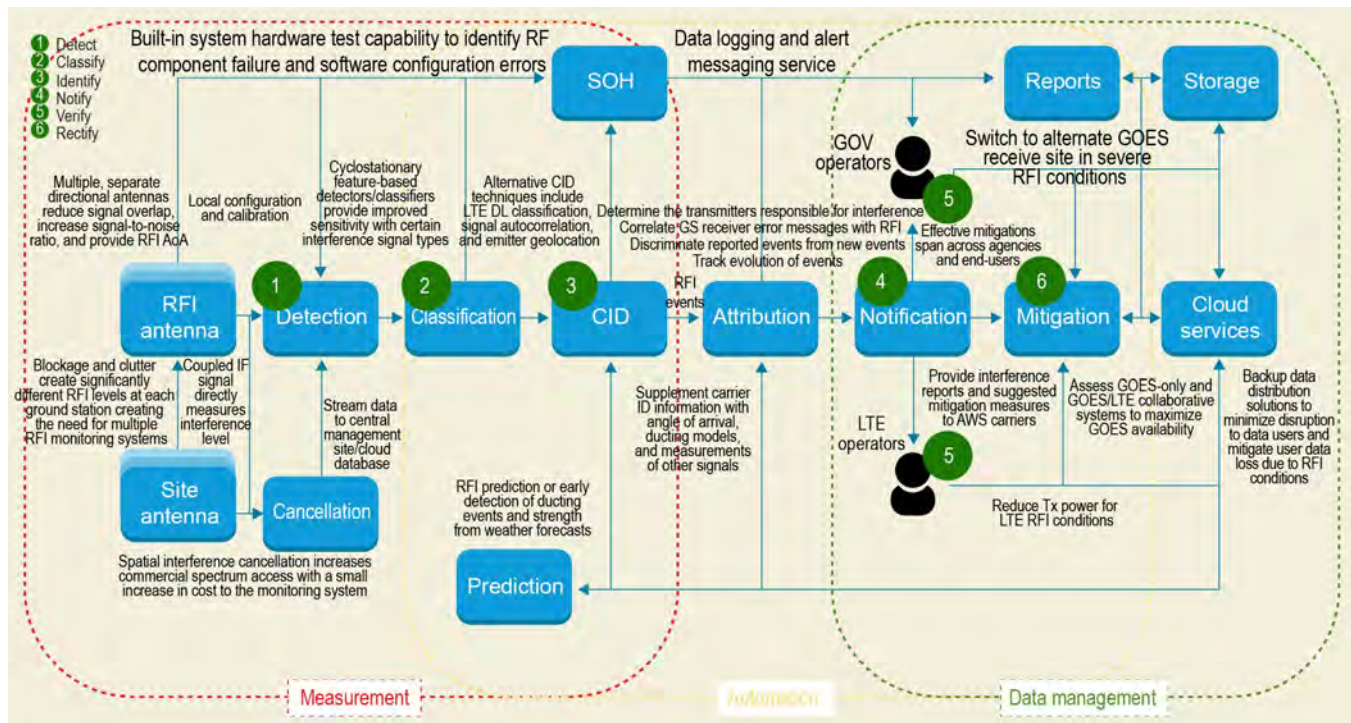 1 Detect
2 Classify
3 Identify
4 Notify
5 Verify
6 Rectify
Built-in system hardware test capability to identify RF
component failure and software configuration errors
SOH
Data logging and alert
messaging service
Reports
Storage
GOV
operators
5
Switch to alternate GOES
receive site in severe
RFI conditions
Multiple, separate
directional antennas
reduce signal overlap,
increase signal-to-noise
ratio, and provide RFI AoA
Local configuration
and calibration
Cyclostationary
feature-based
detectors/classifiers
provide improved
sensitivity with certain
interference signal types
Alternative CID
techniques include
LTE DL classification,
signal autocorrelation,
and emitter geolocation
Determine the transmitters responsible for interference
Correlate GS receiver error messages with RFI
Discriminate reported events from new events
Track evolution of events
Effective mitigations
span across agencies
and end-users
RFI
antenna
1
Detection
2
Classification
3
CID
RFI
events
Attribution
4
Notification
6
Mitigation
Cloud
services
Blockage and clutter
create significantly
different RFI levels at each
ground station creating
the need for multiple
RFI monitoring systems
Coupled IF
signal
directly
measures
interference
level
Stream data
to central
management
site/cloud
database
Supplement carrier
ID information with
angle of arrival,
ducting models,
and measurements
of other signals
LTE
operators
5
Provide interference
reports and suggested
mitigation measures
to AWS carriers
Assess GOES-only and
GOES/LTE collaborative
systems to maximize
GOES availability
Backup data
distribution
solutions to
minimize disruption
to data users and
mitigate user data
loss due to RFI
conditions
Site
antenna
Cancellation
RFI prediction or early
detection of ducting
events and strength
from weather forecasts
Reduce Tx power for
LTE RFI conditions
Spatial interference cancellation increases
commercial spectrum access with a small
increase in cost to the monitoring system
Prediction
Measurement
Automation
Data management